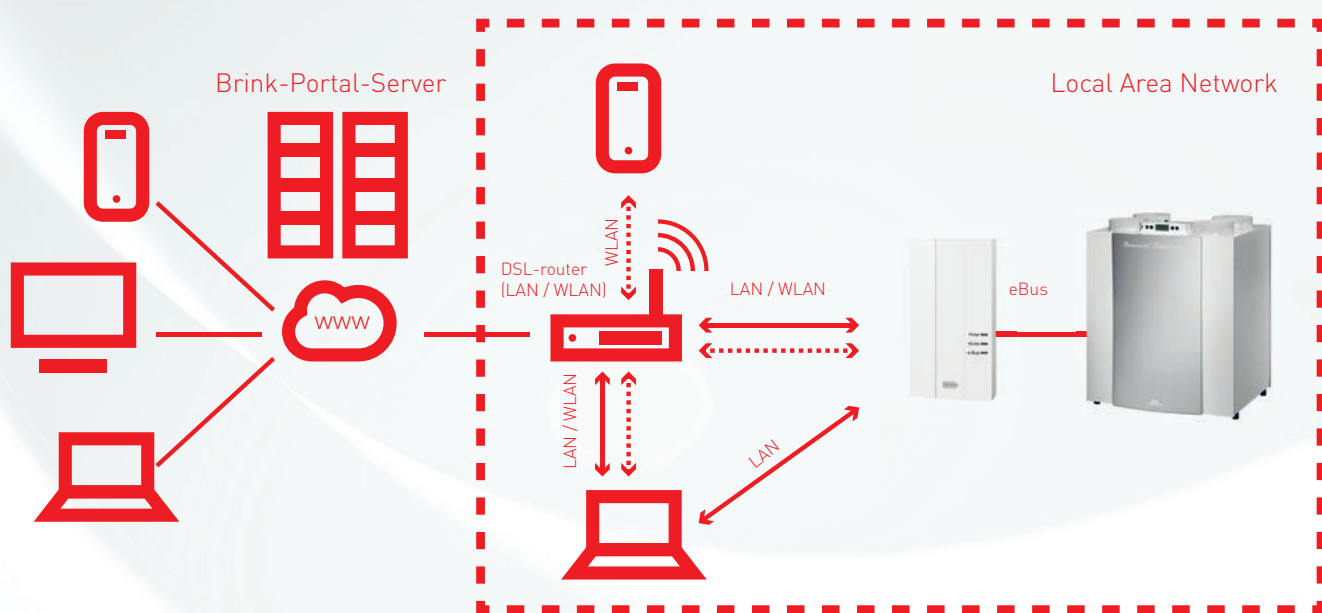 Brink-Portal-Server
Local Area Network
WLAN
DSL-router
(LAN / WLAN)
LAN / WLAN
eBus
WWW
LAN / WLAN
LAN